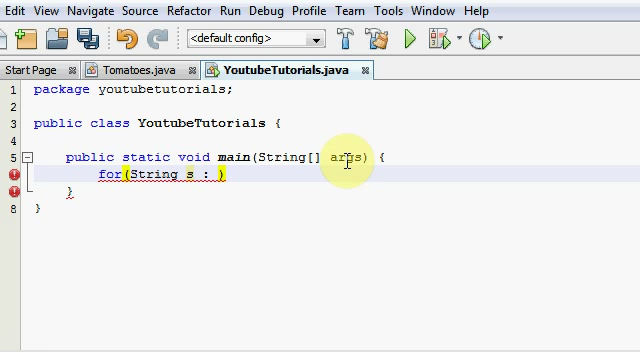 Edit View Navigate Source Refactor Run Debug Profile Team Tools Window Help
<default config>
Start Page Tomatoes.java YoutubeTutorials.java
1 package youtubetutorials;
2
3 public class YoutubeTutorials {
4
5 public static void main(String[] args) {
for(String s : )
}
8 }